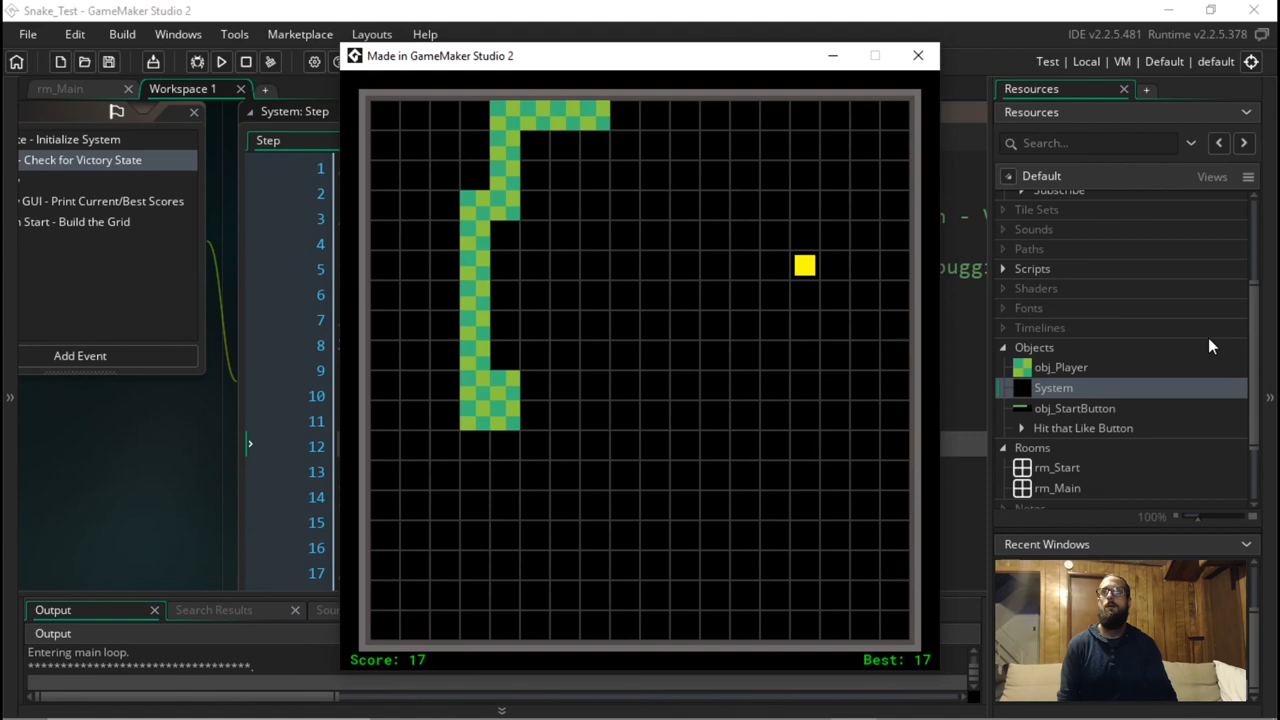 Snake_Test - GameMaker Studio 2
File Edit Build Windows Tools Marketplace Layouts Help
IDE v2.2.5.481 Runtime v2.2.5.378
Test | Local | VM | Default | default
rm_Main
Workspace 1
Made in GameMaker Studio 2
Resources
Resources
System: Step
Step
- Initialize System
- Check for Victory State
GUI - Print Current/Best Scores
Start - Build the Grid
Add Event
1
2
3
4
5
6
7
8
9
10
11
12
13
14
15
16
17
Search...
Default
Views
Subscribe
Tile Sets
Sounds
Paths
Scripts
Shaders
Fonts
Timelines
Objects
obj_Player
System
obj_StartButton
Hit that Like Button
Rooms
rm_Start
rm_Main
100%
Recent Windows
Output
Search Results
Output
Entering main loop.
**********************************.
Score: 17
Best: 17